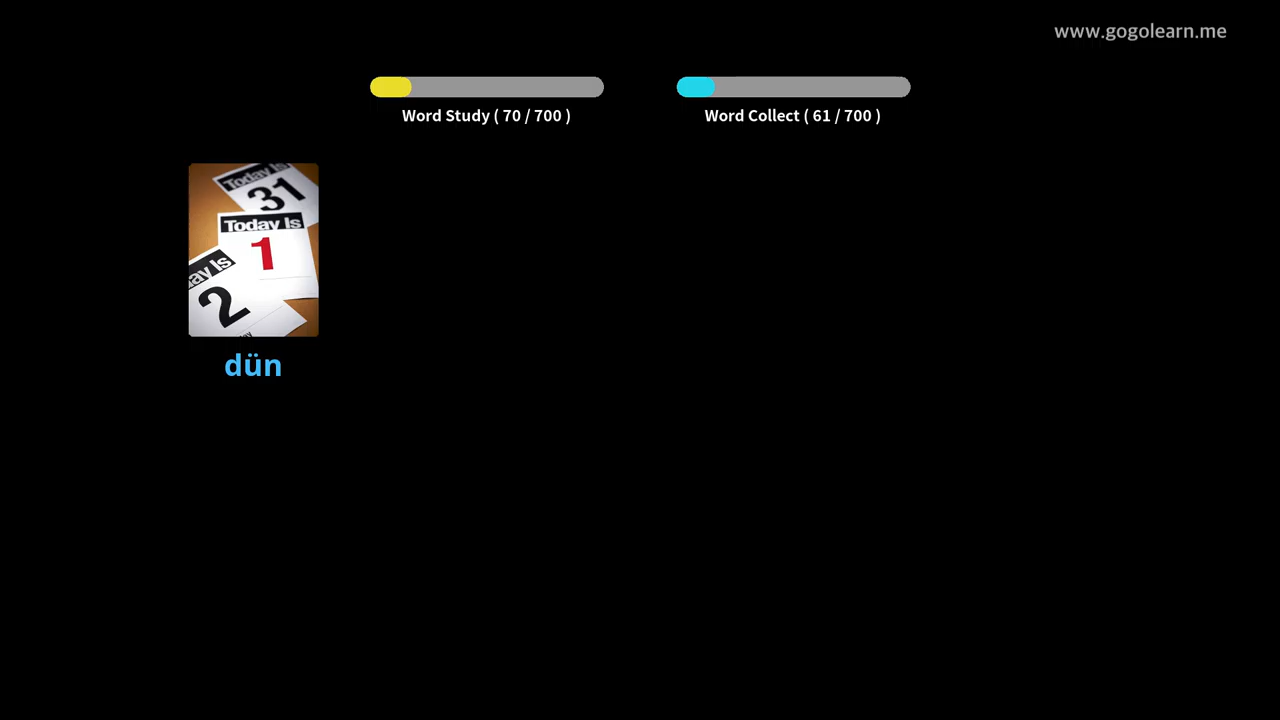 www.gogolearn.me
Word Study ( 70 / 700 )
Word Collect ( 61 / 700 )
Today Is
31
Today Is
1
ay Is
2
dün